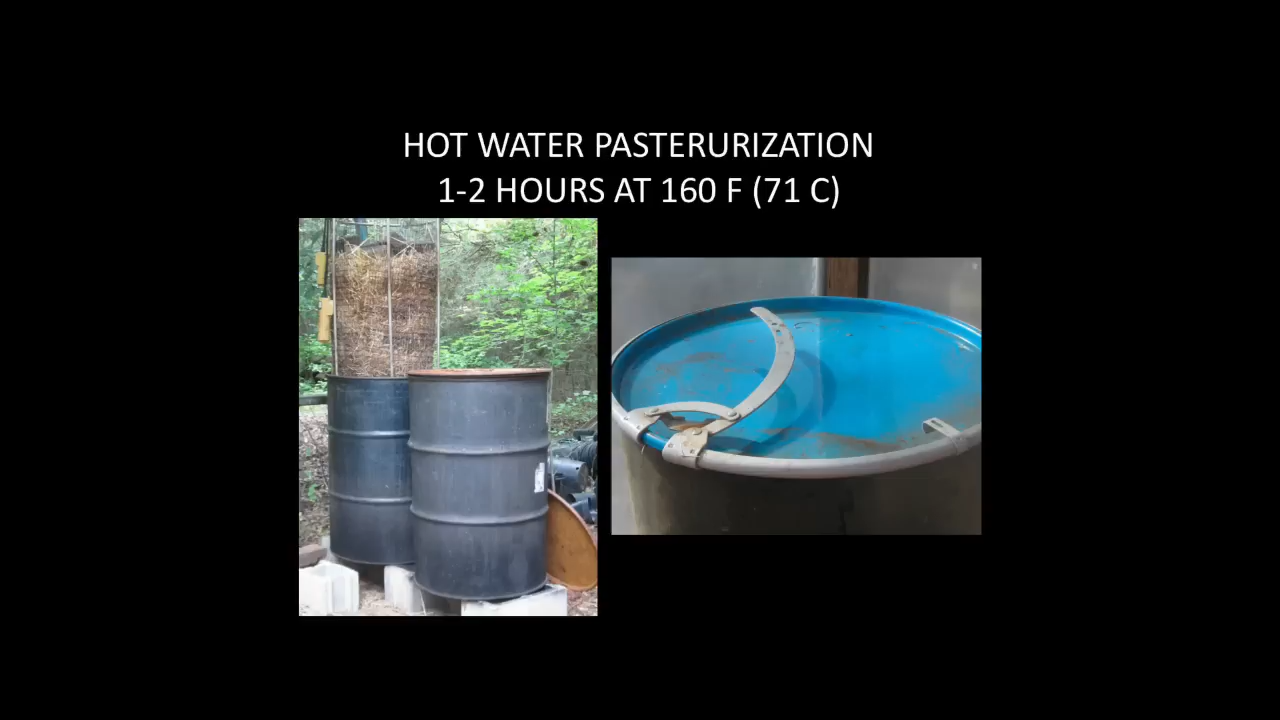 HOT WATER PASTERURIZATION
1-2 HOURS AT 160 F (71 C)